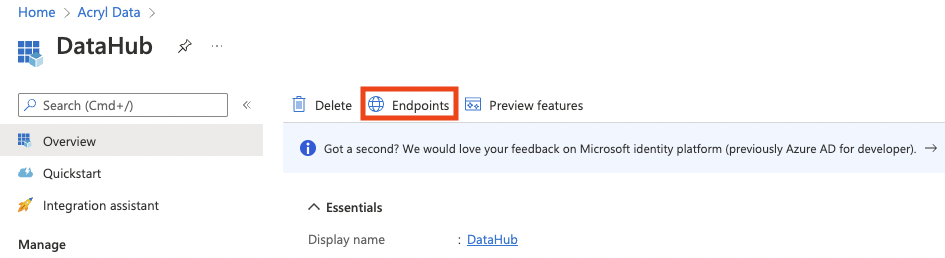 Home > Acryl Data >
DataHub
Search (Cmd+/)
Overview
Quickstart
Integration assistant
Manage
Delete Endpoints Preview features
Got a second? We would love your feedback on Microsoft identity platform (previously Azure AD for developer). →
Essentials
Display name : DataHub